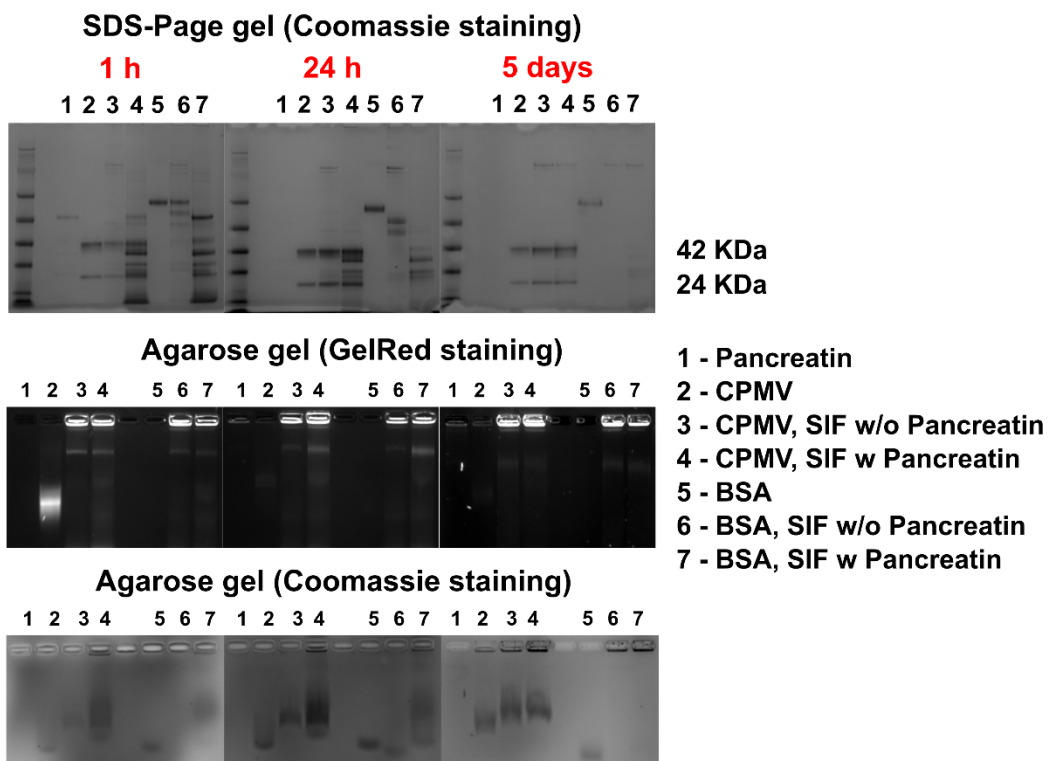 SDS-Page gel (Coomassie staining)
1 h 24 h 5 days
1 2 3 4 5 6 7 1 2 3 4 5 6 7 1 2 3 4 5 6 7
42 KDa
24 KDa
Agarose gel (GelRed staining)
1 2 3 4 5 6 7 1 2 3 4 5 6 7 1 2 3 4 5 6 7
1 - Pancreatin
2 - CPMV
3 - CPMV, SIF w/o Pancreatin
4 - CPMV, SIF w Pancreatin
5 - BSA
6 - BSA, SIF w/o Pancreatin
7 - BSA, SIF w Pancreatin
Agarose gel (Coomassie staining)
1 2 3 4 5 6 7 1 2 3 4 5 6 7 1 2 3 4 5 6 7